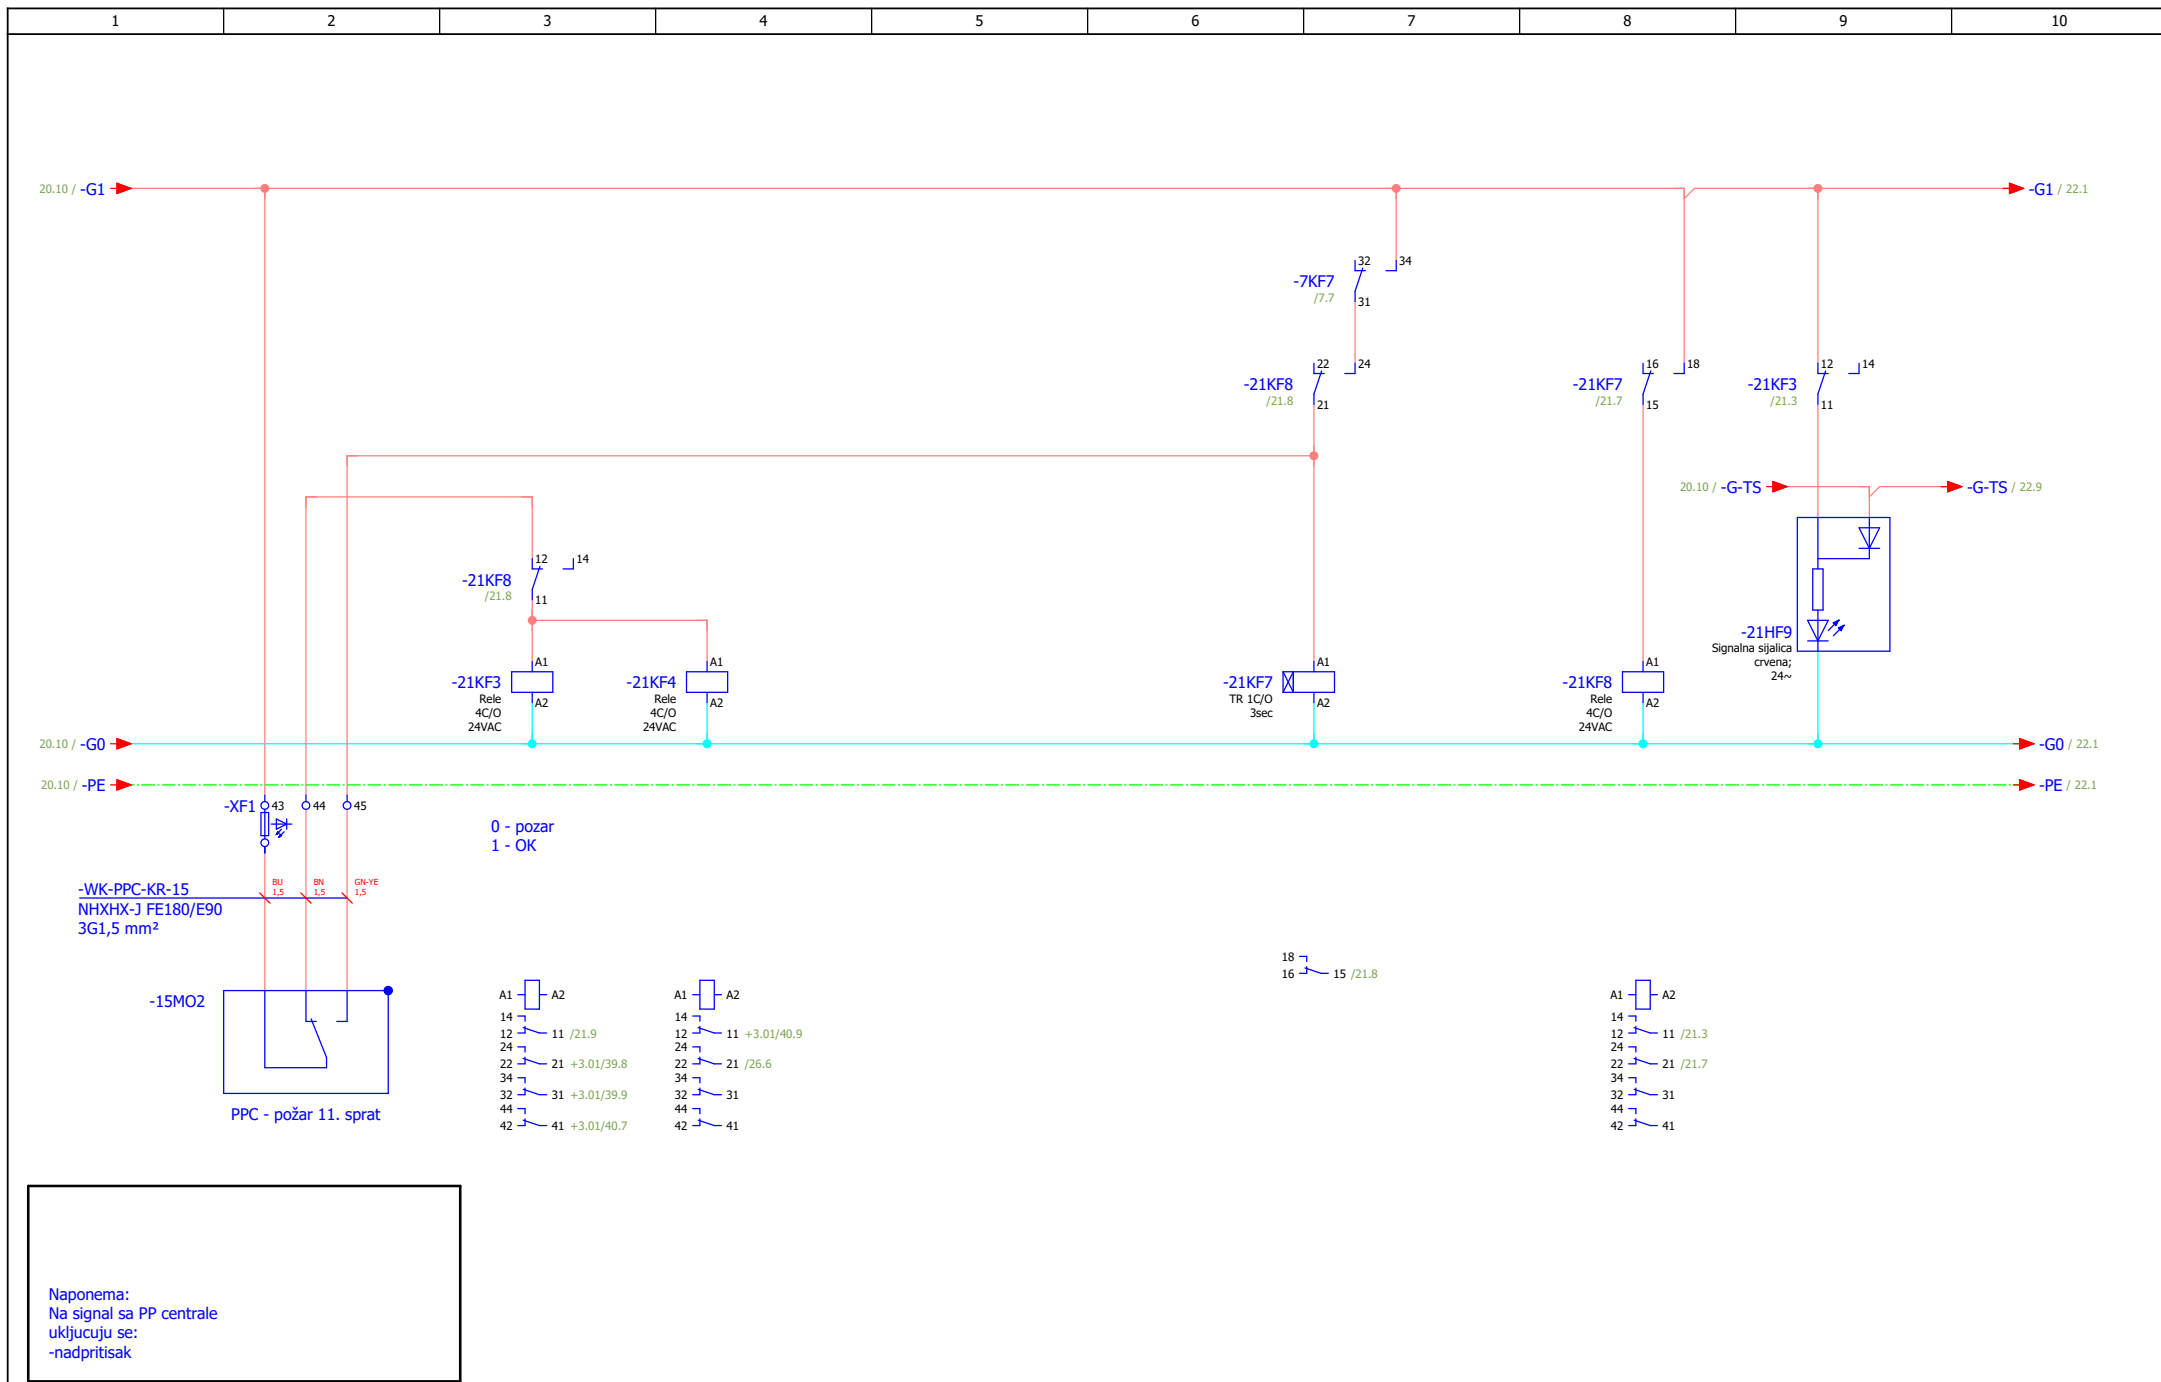 1 2 3 4 5 6 7 8 9 10
20.10 / -G1
-G1 / 22.1
32 34
-7KF7
/7.7
31
22 24
-21KF8
/21.8
21
16 18
-21KF7
/21.7
15
12 14
-21KF3
/21.3
11
20.10 / -G-TS
-G-TS / 22.9
12 14
-21KF8
/21.8
11
A1
-21KF3
Rele
4C/O
24VAC
A2
A1
-21KF4
Rele
4C/O
24VAC
A2
A1
-21KF7
TR 1C/O
3sec
A2
A1
-21KF8
Rele
4C/O
24VAC
A2
-21HF9
Signalna sijalica
crvena;
24~
20.10 / -G0
-G0 / 22.1
20.10 / -PE
-PE / 22.1
-XF1 43 44 45
0 - pozar
1 - OK
BU
1,5
BN
1,5
GN-YE
1,5
-WK-PPC-KR-15
NHXHX-J FE180/E90
3G1,5 mm²
-15MO2
PPC - požar 11. sprat
A1 A2
14
12 11 /21.9
24
22 21 +3.01/39.8
34
32 31 +3.01/39.9
44
42 41 +3.01/40.7
A1 A2
14
12 11 +3.01/40.9
24
22 21 /26.6
34
32 31
44
42 41
18
16 15 /21.8
A1 A2
14
12 11 /21.3
24
22 21 /21.7
34
32 31
44
42 41
Naponema:
Na signal sa PP centrale
ukljucuju se:
-nadpritisak